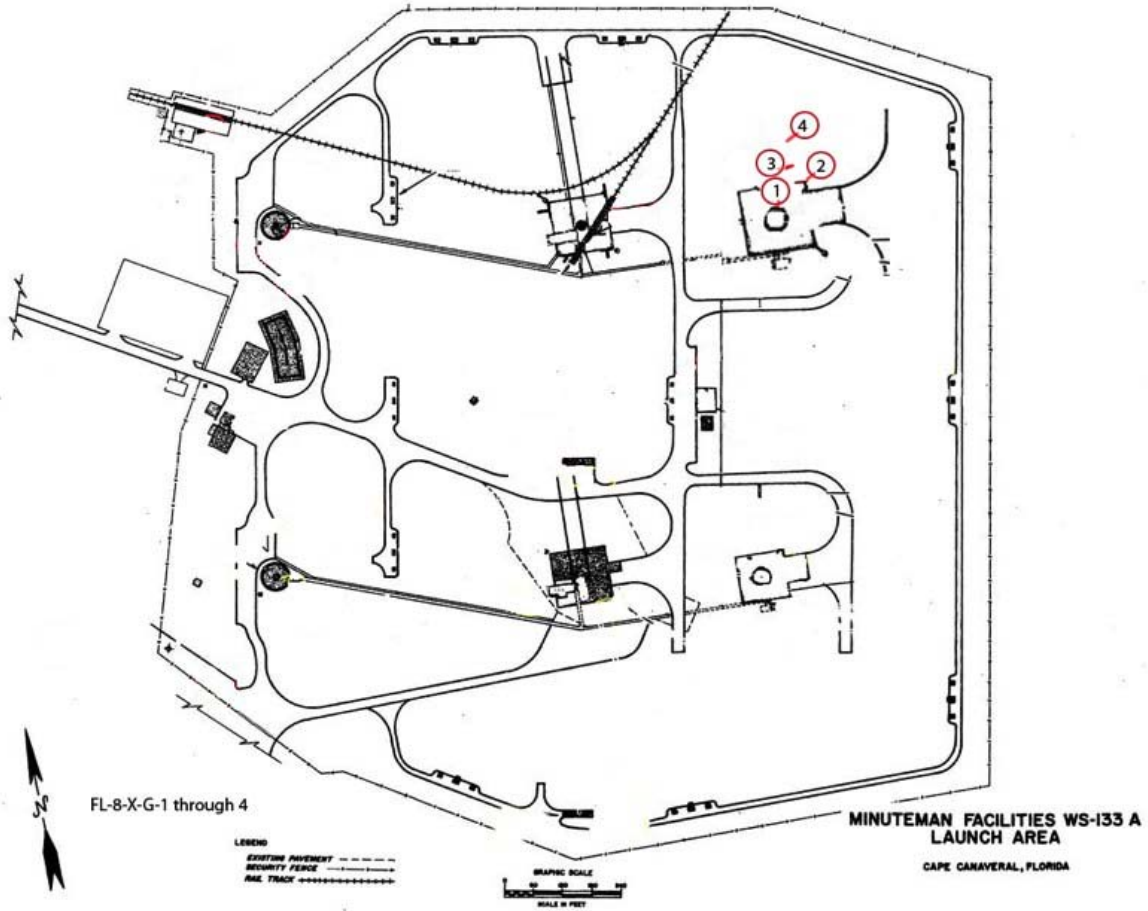 4
3
2
1
FL-8-X-G-1 through 4
LEGEND
EXISTING PAVEMENT
SECURITY FENCE
RAIL TRACK
GRAPHIC SCALE
SCALE IN FEET
MINUTEMAN FACILITIES WS-133 A
LAUNCH AREA
CAPE CANAVERAL, FLORIDA